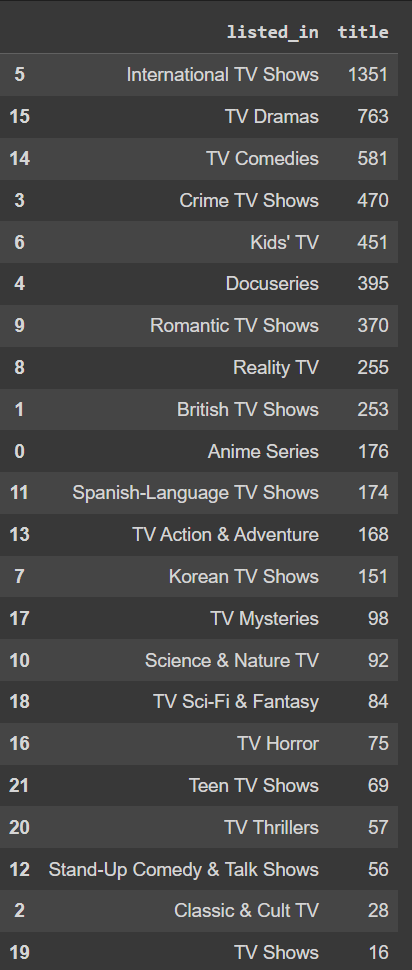 listed_in title
5 International TV Shows 1351
15 TV Dramas 763
14 TV Comedies 581
3 Crime TV Shows 470
6 Kids' TV 451
4 Docuseries 395
9 Romantic TV Shows 370
8 Reality TV 255
1 British TV Shows 253
0 Anime Series 176
11 Spanish-Language TV Shows 174
13 TV Action & Adventure 168
7 Korean TV Shows 151
17 TV Mysteries 98
10 Science & Nature TV 92
18 TV Sci-Fi & Fantasy 84
16 TV Horror 75
21 Teen TV Shows 69
20 TV Thrillers 57
12 Stand-Up Comedy & Talk Shows 56
2 Classic & Cult TV 28
19 TV Shows 16